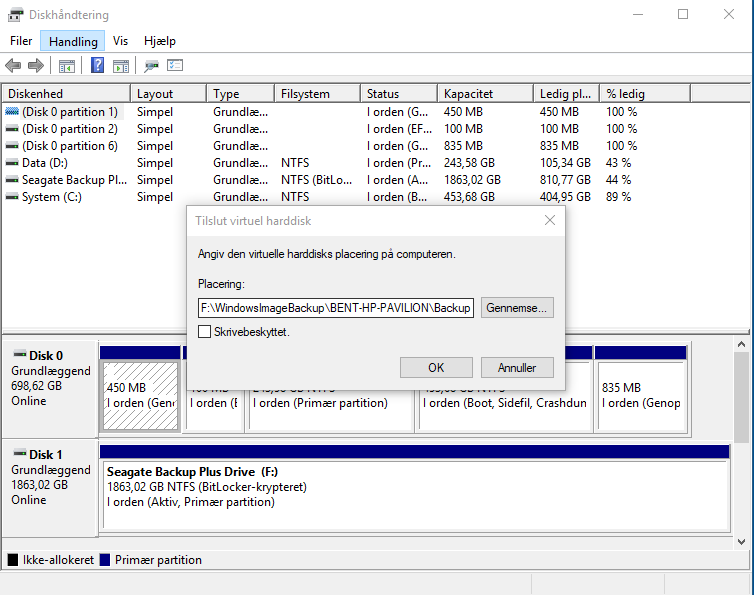 Diskhåndtering
Filer Handling Vis Hjælp
Diskenhed Layout Type Filsystem Status Kapacitet Ledig pl... % ledig
(Disk 0 partition 1) Simpel Grundlæ... I orden (G... 450 MB 450 MB 100 %
(Disk 0 partition 2) Simpel Grundlæ... I orden (EF... 100 MB 100 MB 100 %
(Disk 0 partition 6) Simpel Grundlæ... I orden (G... 835 MB 835 MB 100 %
Data (D:) Simpel Grundlæ... NTFS I orden (Pr... 243,58 GB 105,34 GB 43 %
Seagate Backup Pl... Simpel Grundlæ... NTFS (BitLo... I orden (A... 1863,02 GB 810,77 GB 44 %
System (C:) Simpel Grundlæ... NTFS I orden (B... 453,68 GB 404,95 GB 89 %
Tilslut virtuel harddisk
Angiv den virtuelle harddisks placering på computeren.
Placering:
F:\WindowsImageBackup\BENT-HP-PAVILION\Backup Gennemse...
Skrivebeskyttet.
OK Annuller
Disk 0
Grundlæggend
698,62 GB
Online
450 MB
I orden (Gen
I orden (E
I orden (Primær partition)
I orden (Boot, Sidefil, Crashdun
835 MB
I orden (Genop
Disk 1
Grundlæggend
1863,02 GB
Online
Seagate Backup Plus Drive (F:)
1863,02 GB NTFS (BitLocker-krypteret)
I orden (Aktiv, Primær partition)
Ikke-allokeret Primær partition